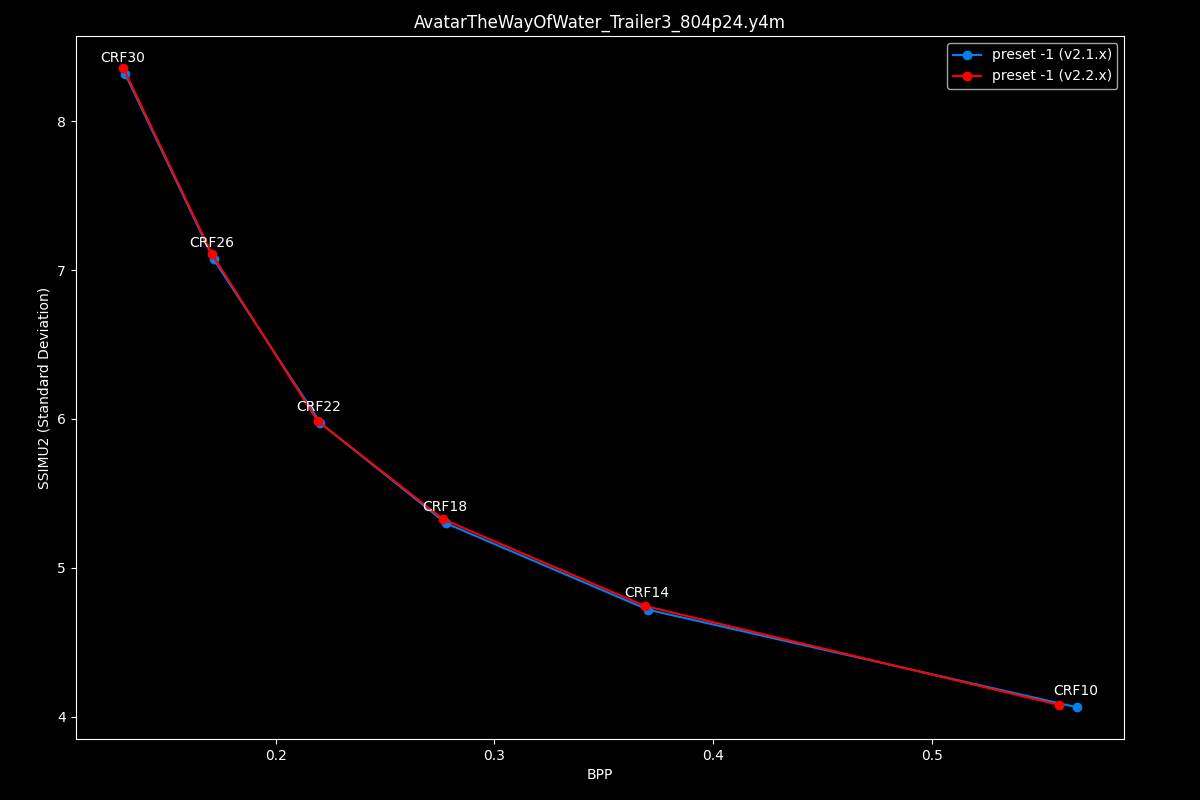 AvatarTheWayOfWater_Trailer3_804p24.y4m
preset -1 (v2.1.x)
preset -1 (v2.2.x)
CRF30
CRF26
CRF22
CRF18
CRF14
CRF10
8
7
6
5
4
SSIMU2 (Standard Deviation)
0.2
0.3
0.4
0.5
BPP